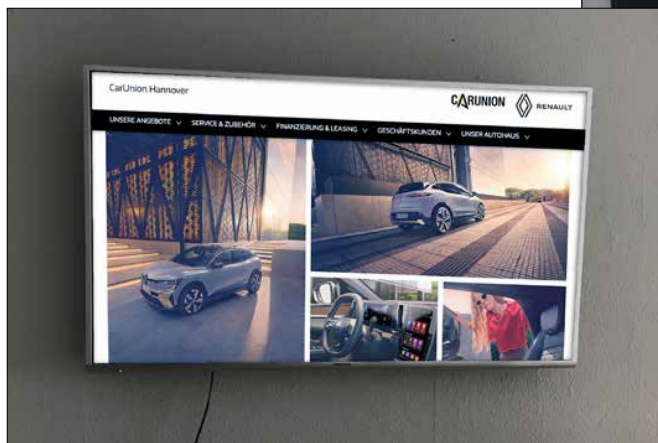 CarUnion Hannover
CARUNION
RENAULT
UNSERE ANGEBOTE
SERVICE & ZUBEHÖR
FINANZIERUNG & LEASING
GESCHÄFTSKUNDEN
UNSER AUTOHAUS